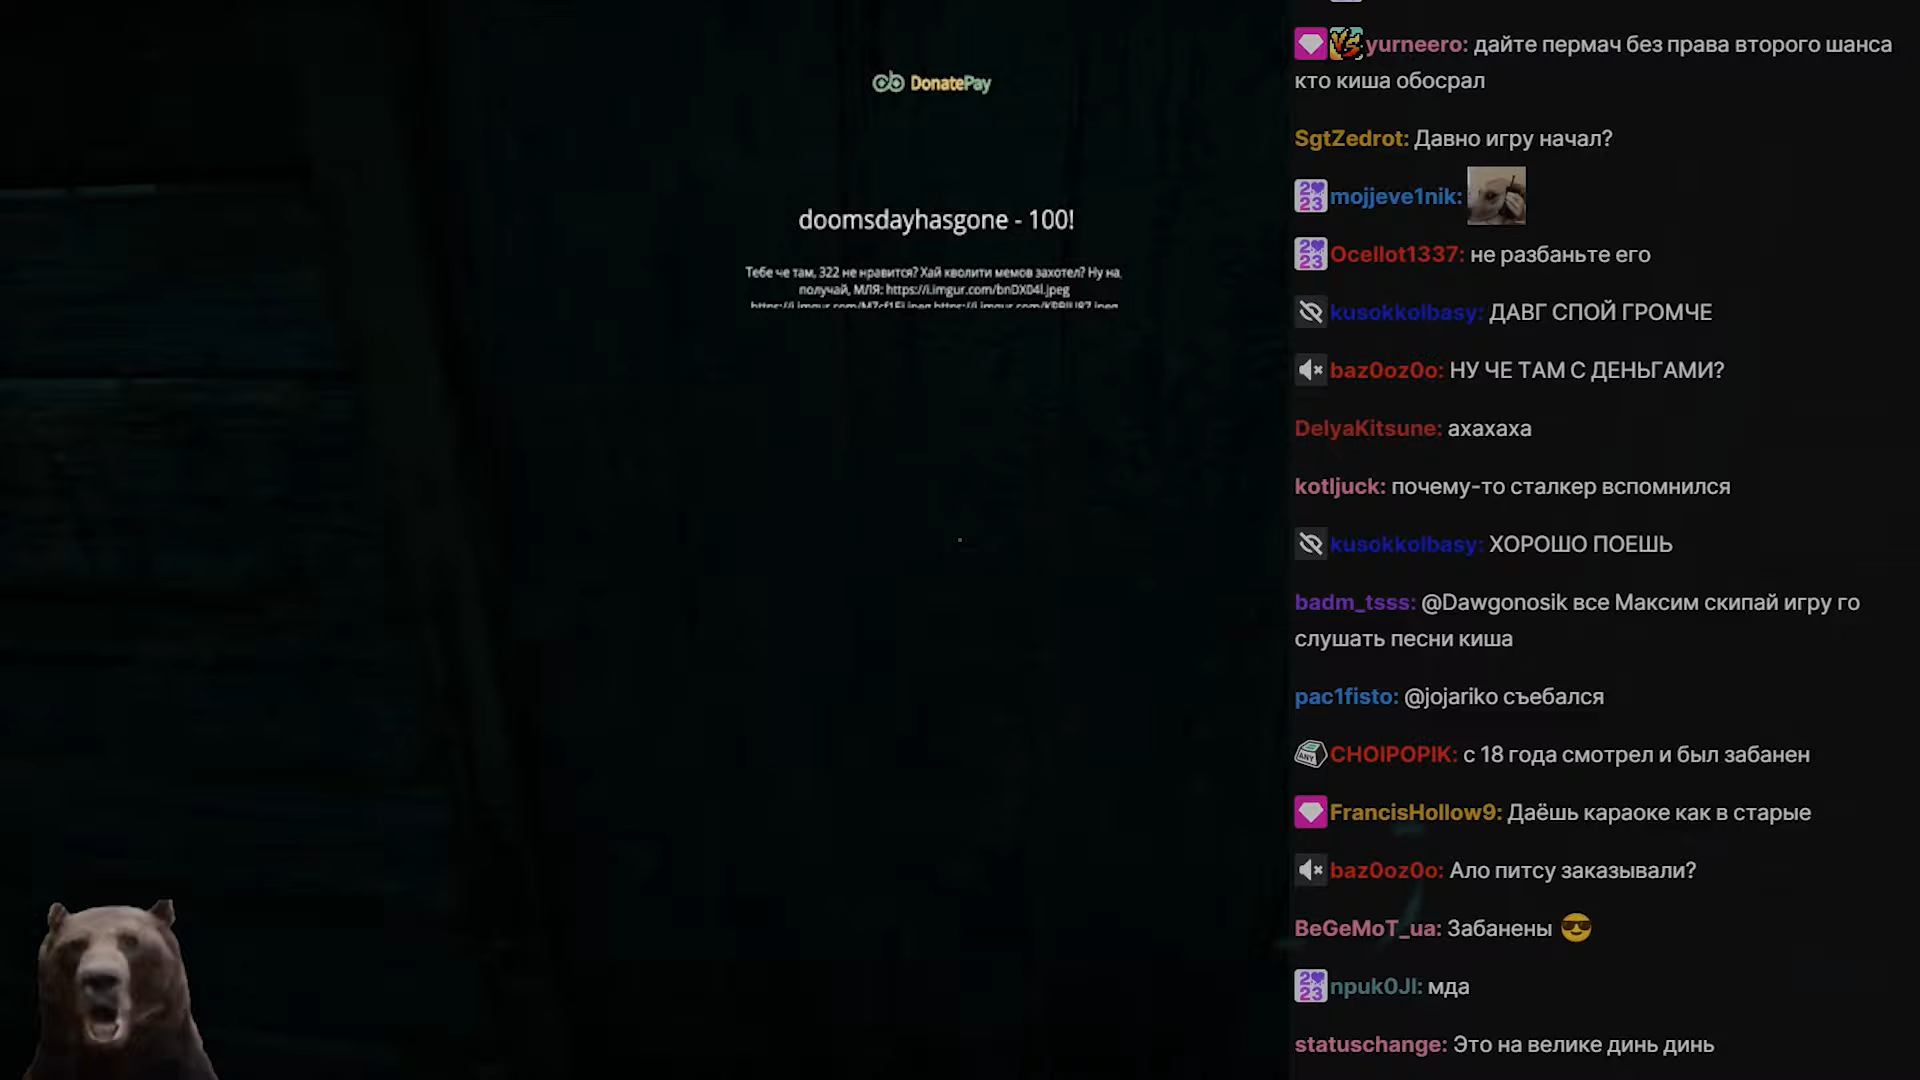 DonatePay
doomsdayhasgone - 100!
Тебе че там, 322 не нравится? Хай кволити мемов захотел? Ну на,
получай, МЛЯ: https://i.imgur.com/bnDX04l.jpeg
yurneero: дайте пермач без права второго шанса
кто киша обосрал
SgtZedrot: Давно игру начал?
mojjeve1nik:
Ocellot1337: не разбаньте его
kusokkolbasy: ДАВГ СПОЙ ГРОМЧЕ
baz0oz0o: НУ ЧЕ ТАМ С ДЕНЬГАМИ?
DelyaKitsune: ахахаха
kotljuck: почему-то сталкер вспомнился
kusokkolbasy: ХОРОШО ПОЕШЬ
badm_tsss: @Dawgonosik все Максим скипай игру го
слушать песни киша
pac1fisto: @jojariko съебался
CHOIPOPIK: с 18 года смотрел и был забанен
FrancisHollow9: Даёшь караоке как в старые
baz0oz0o: Ало питсу заказывали?
BeGeMoT_ua: Забанены 😎
npuk0JI: мда
statuschange: Это на велике динь динь